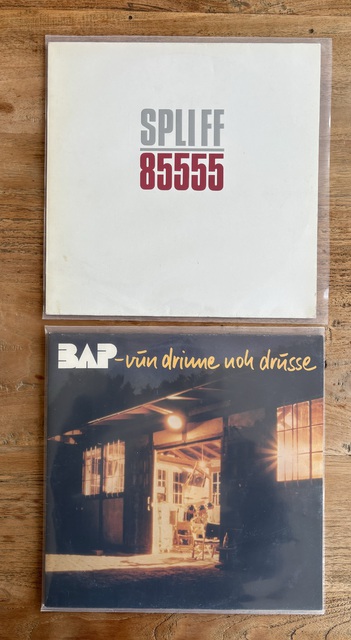 SPLIFF
85555
BAP - vun drinne noh drusse